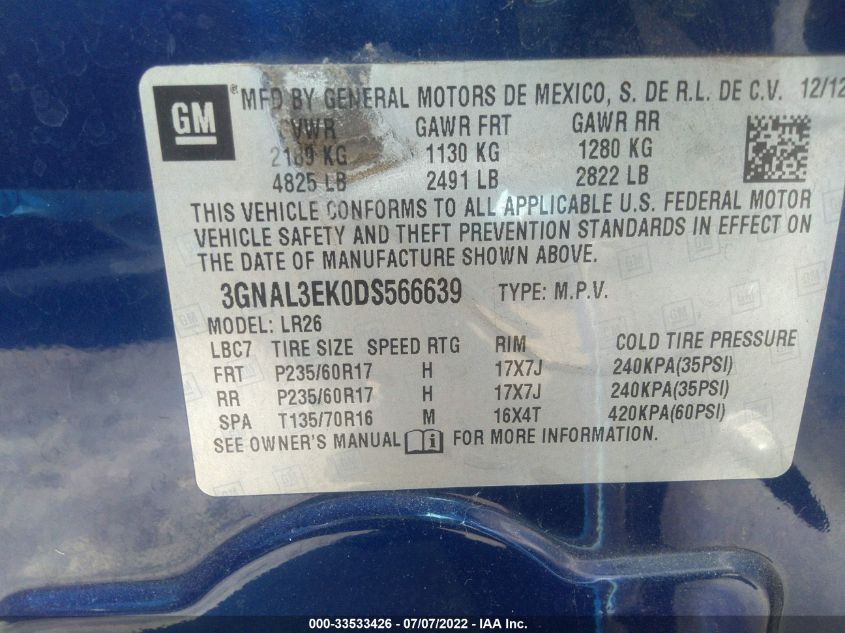 GM
MFD BY GENERAL MOTORS DE MEXICO, S. DE R.L. DE C.V. 12/12
GAWR FRT GAWR RR
KG 1130 KG 1280 KG
4825 LB 2491 LB 2822 LB
THIS VEHICLE CONFORMS TO ALL APPLICABLE U.S. FEDERAL MOTOR
VEHICLE SAFETY AND THEFT PREVENTION STANDARDS IN EFFECT ON
THE DATE OF MANUFACTURE SHOWN ABOVE.
3GNAL3EK0DS566639 TYPE: M.P.V.
MODEL: LR26
LBC7 TIRE SIZE SPEED RTG RIM COLD TIRE PRESSURE
FRT P235/60R17 H 17X7J 240KPA(35PSI)
RR P235/60R17 H 17X7J 240KPA(35PSI)
SPA T135/70R16 M 16X4T 420KPA(60PSI)
SEE OWNER'S MANUAL FOR MORE INFORMATION.
000-33533426 - 07/07/2022 - IAA Inc.